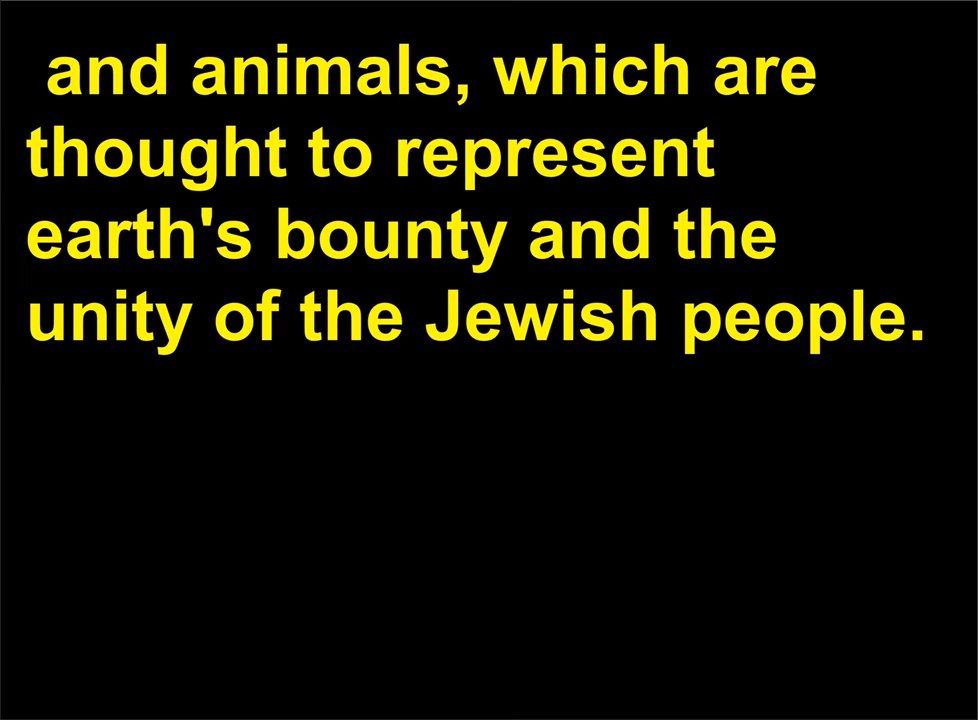 and animals, which are
thought to represent
earth's bounty and the
unity of the Jewish people.